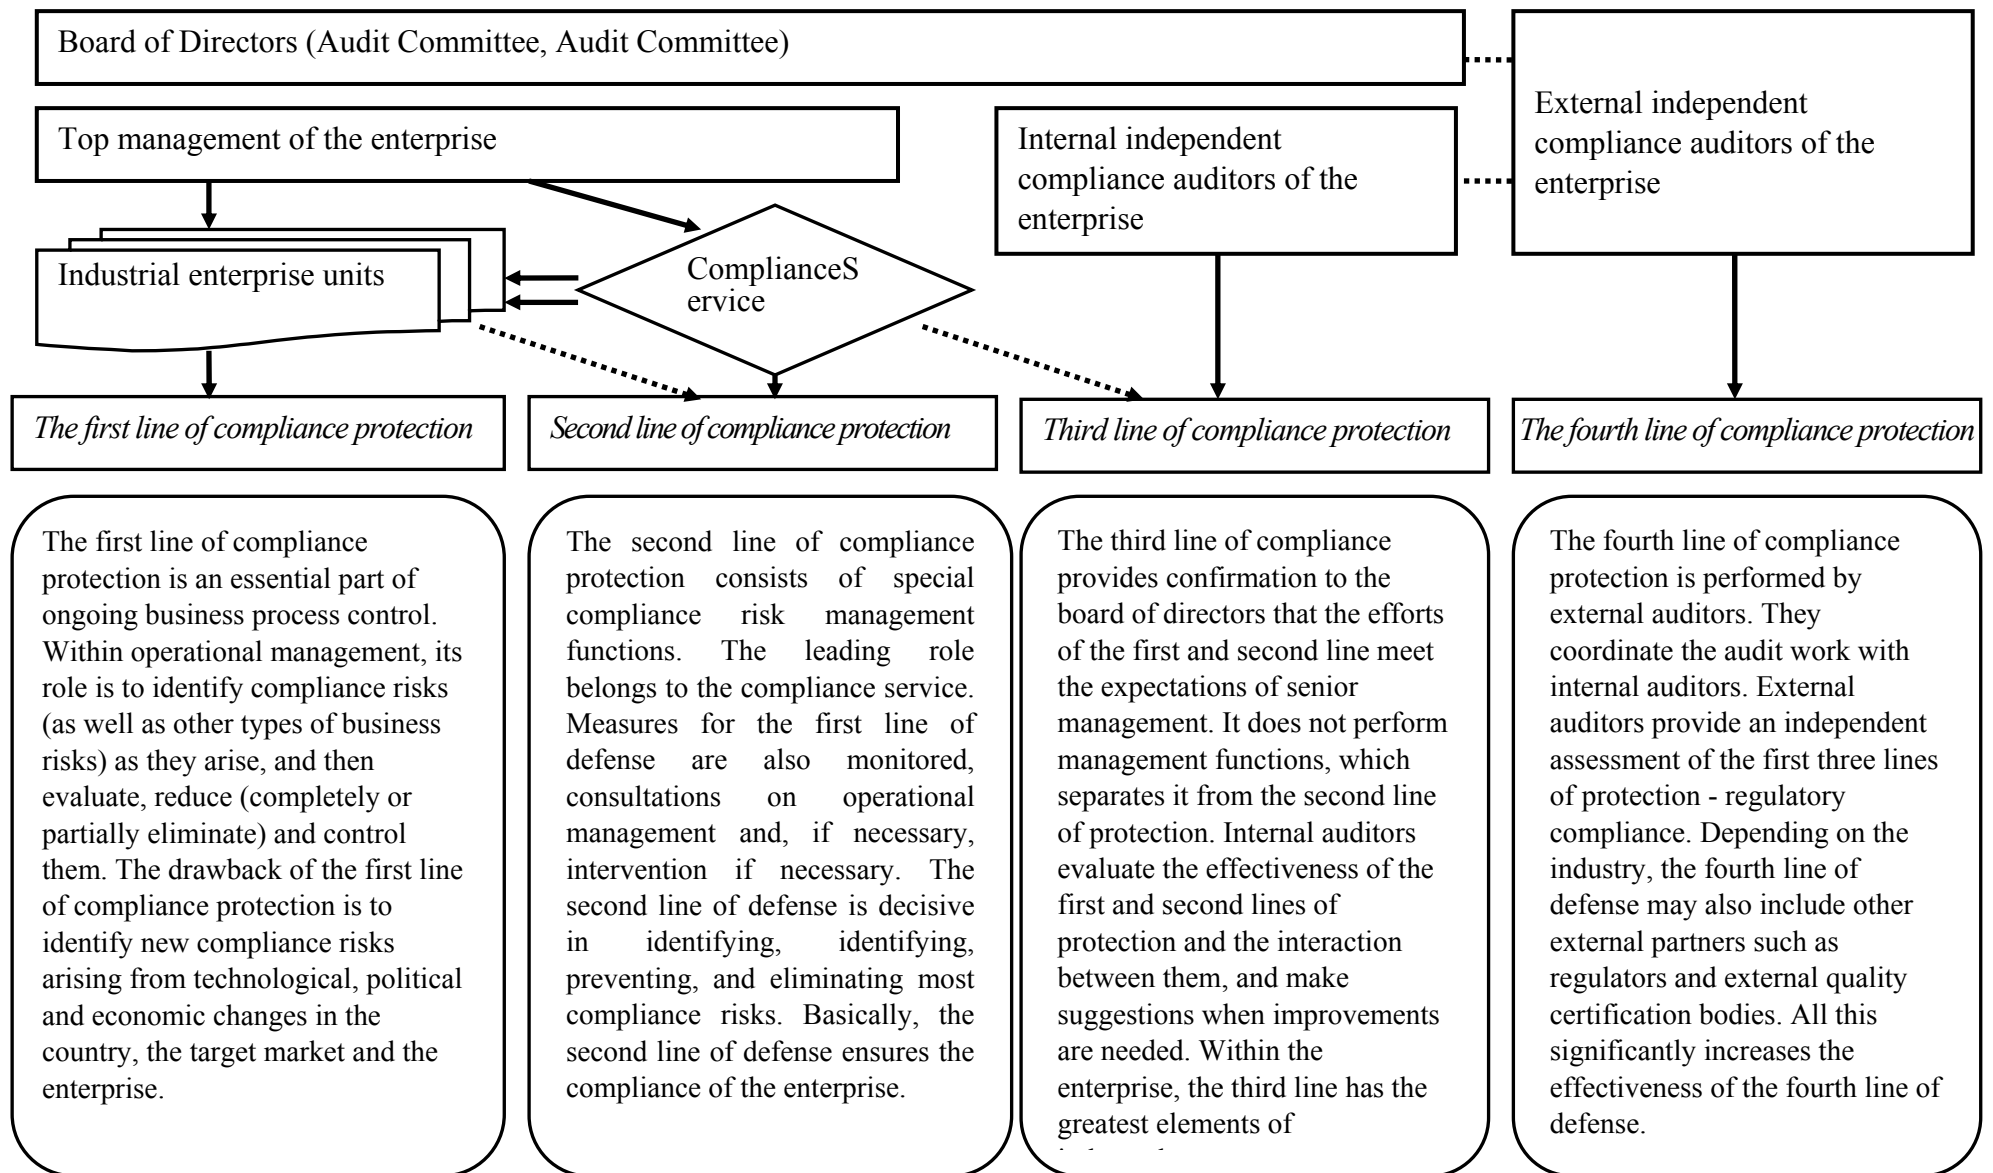 Board of Directors (Audit Committee, Audit Committee)
External independent
compliance auditors of the
enterprise
Top management of the enterprise
Internal independent
compliance auditors of the
enterprise
Industrial enterprise units
ComplianceS
ervice
The first line of compliance protection
Second line of compliance protection
Third line of compliance protection
The fourth line of compliance protection
The first line of compliance
protection is an essential part of
ongoing business process control.
Within operational management, its
role is to identify compliance risks
(as well as other types of business
risks) as they arise, and then
evaluate, reduce (completely or
partially eliminate) and control
them. The drawback of the first line
of compliance protection is to
identify new compliance risks
arising from technological, political
and economic changes in the
country, the target market and the
enterprise.
The second line of compliance
protection consists of special
compliance risk management
functions. The leading role
belongs to the compliance service.
Measures for the first line of
defense are also monitored,
consultations on operational
management and, if necessary,
intervention if necessary. The
second line of defense is decisive
in identifying, identifying,
preventing, and eliminating most
compliance risks. Basically, the
second line of defense ensures the
compliance of the enterprise.
The third line of compliance
provides confirmation to the
board of directors that the efforts
of the first and second line meet
the expectations of senior
management. It does not perform
management functions, which
separates it from the second line
of protection. Internal auditors
evaluate the effectiveness of the
first and second lines of
protection and the interaction
between them, and make
suggestions when improvements
are needed. Within the
enterprise, the third line has the
greatest elements of
The fourth line of compliance
protection is performed by
external auditors. They
coordinate the audit work with
internal auditors. External
auditors provide an independent
assessment of the first three lines
of protection - regulatory
compliance. Depending on the
industry, the fourth line of
defense may also include other
external partners such as
regulators and external quality
certification bodies. All this
significantly increases the
effectiveness of the fourth line of
defense.